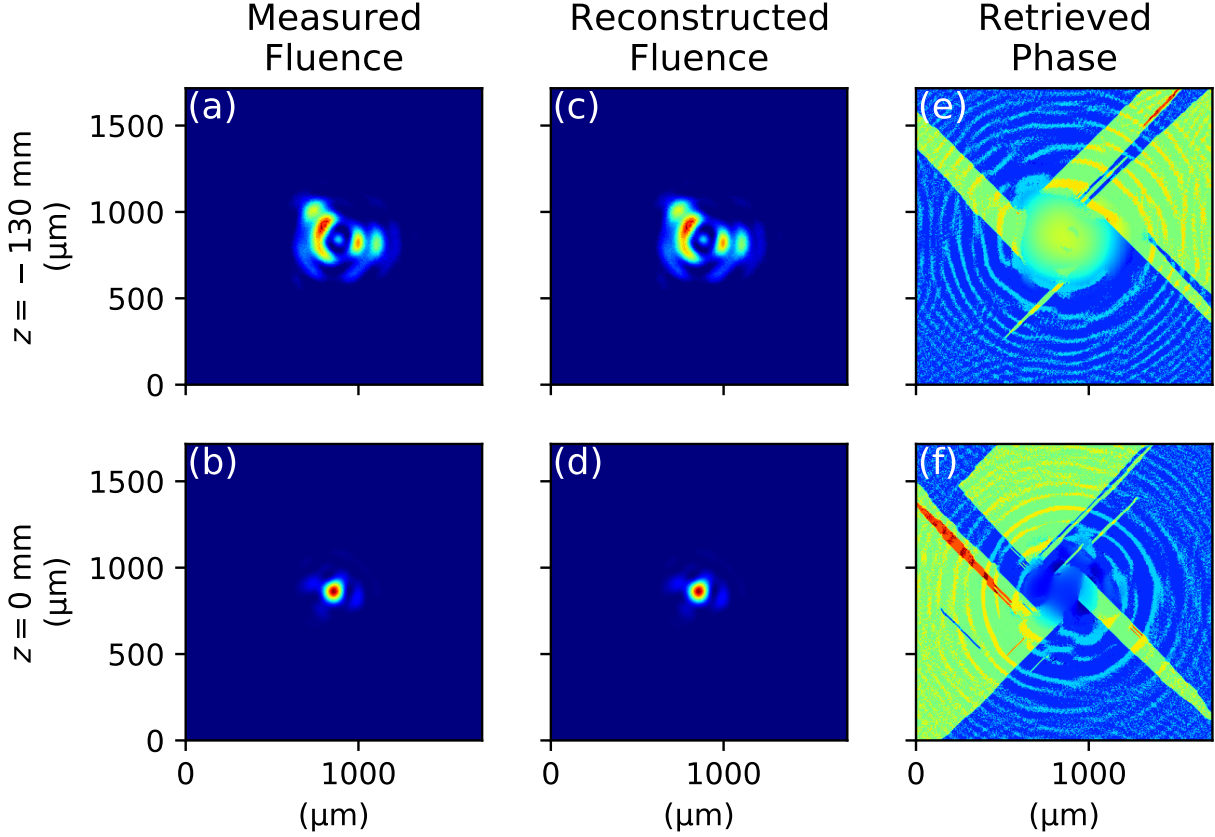 Measured
Fluence
Reconstructed
Fluence
Retrieved
Phase
z = − 130 mm
(μm)
1500
1000
500
0
(a)
(c)
(e)
z = 0 mm
(μm)
1500
1000
500
0
(b)
(d)
(f)
0
1000
0
1000
0
1000
(μm)
(μm)
(μm)